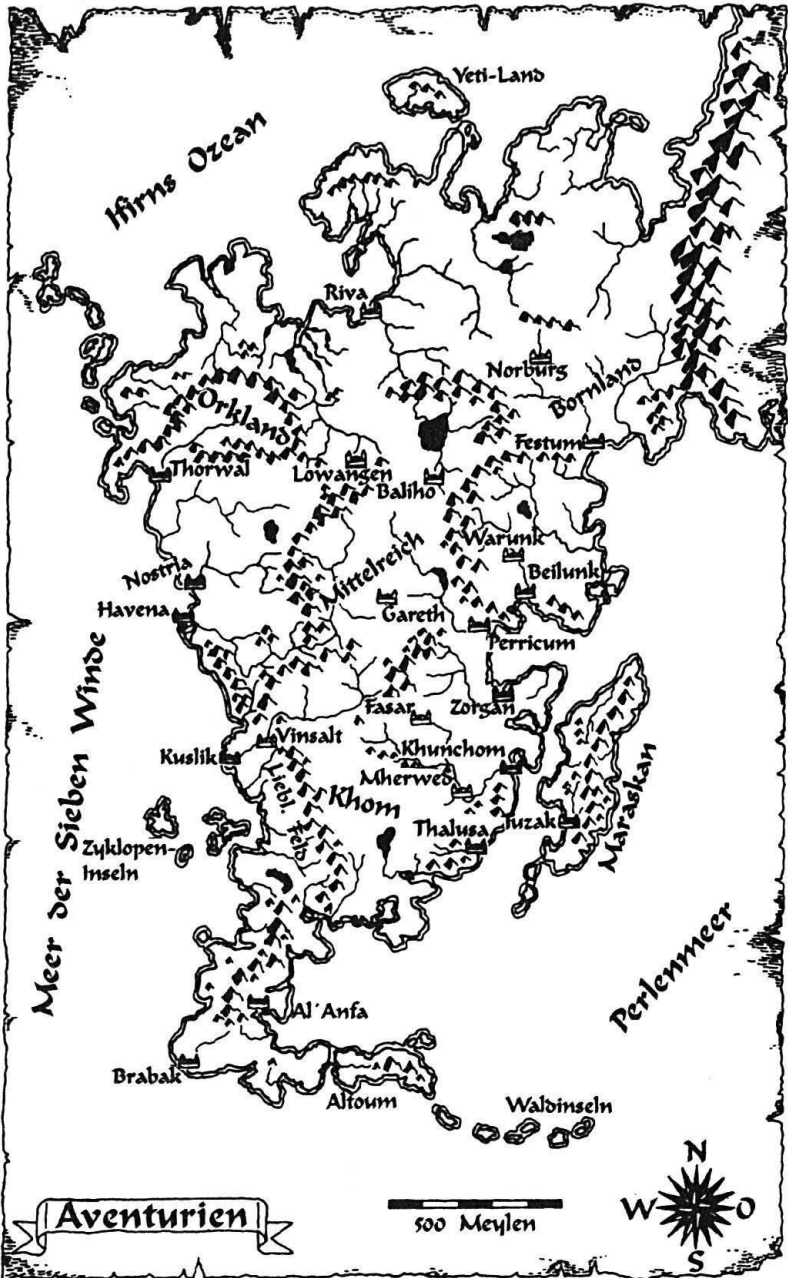 Yeti-Land
Ifirns Ozean
Riva
Norburg
Bornland
Orkland
Festum
Thorwal
Lowangen
Baliho
Warunk
Mittelreich
Nostria
Beilunk
Havena
Gareth
Perricum
Fasar
Zorgan
Vinsalt
Kuslik
Khunchom
Mherwed
Liebl. Feld
Khom
Thalusa
Tuzak
Maraskan
Meer der Sieben Winde
Zyklopen-
Inseln
Perlenmeer
Al'Anfa
Brabak
Altoum
Waldinseln
N
W
O
S
Aventurien
500 Meylen